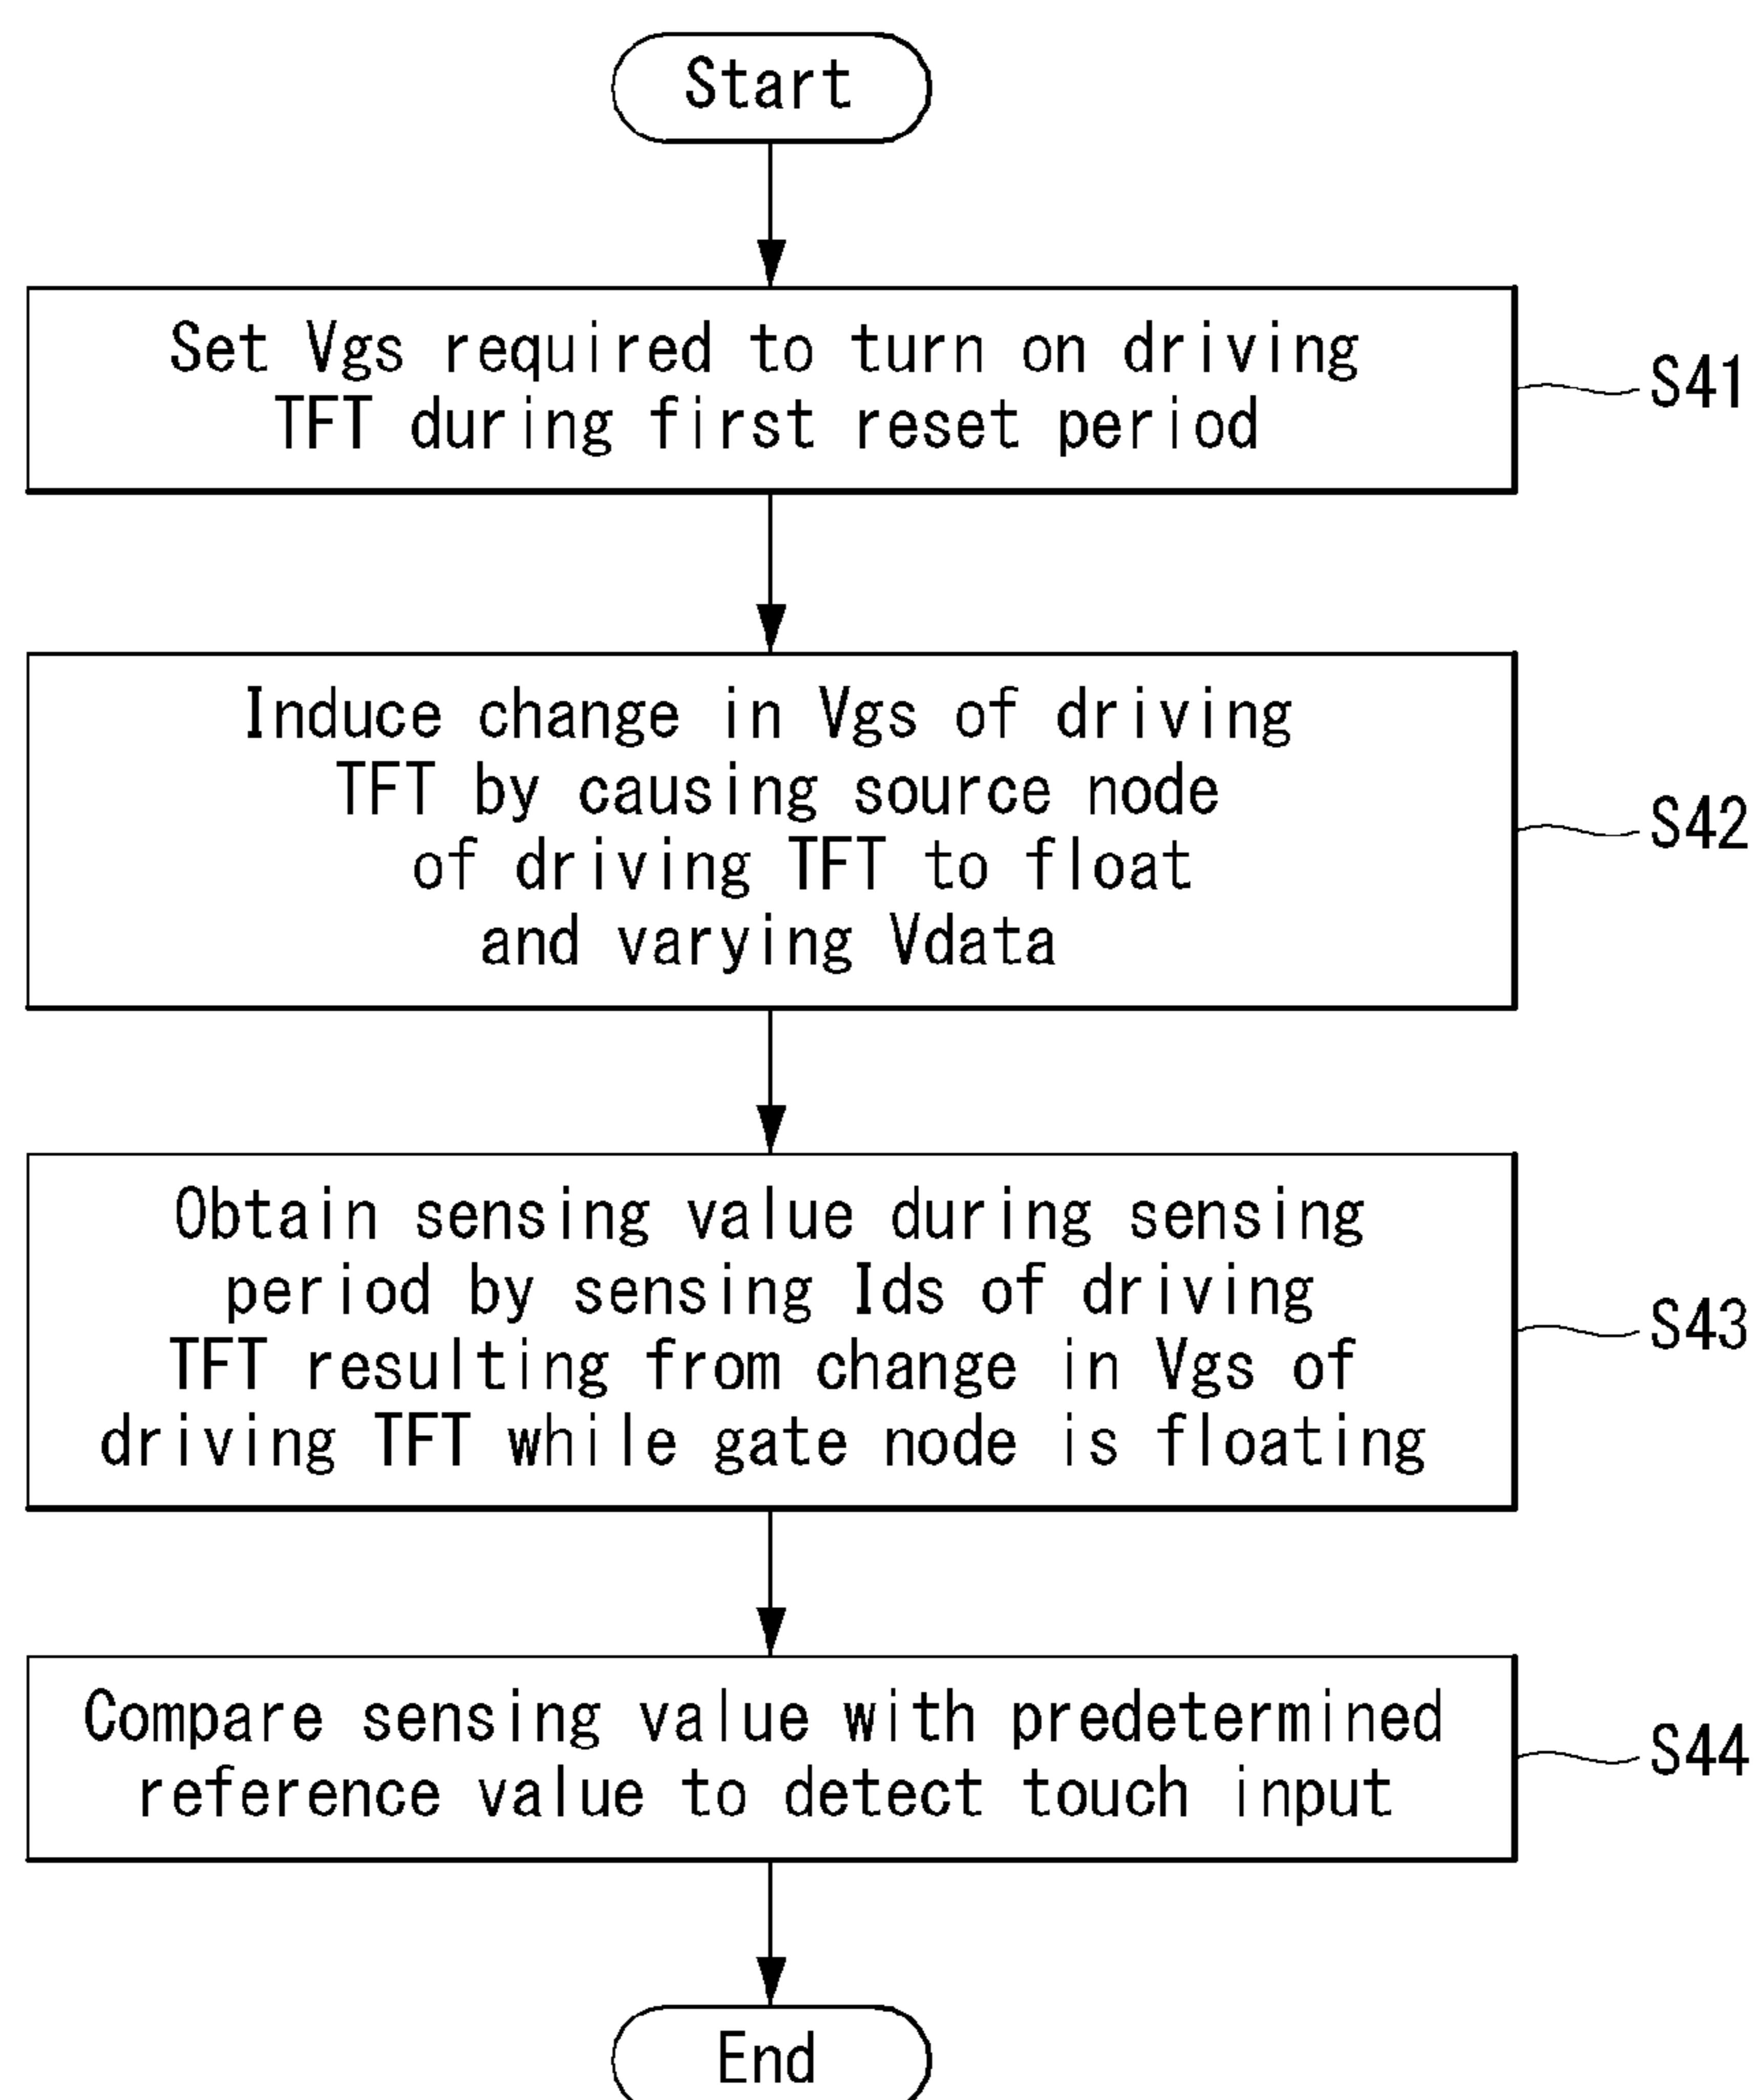 Start
Set Vgs required to turn on driving
TFT during first reset period
S41
Induce change in Vgs of driving
TFT by causing source node
of driving TFT to float
and varying Vdata
S42
Obtain sensing value during sensing
period by sensing Ids of driving
TFT resulting from change in Vgs of
driving TFT while gate node is floating
S43
Compare sensing value with predetermined
reference value to detect touch input
S44
End